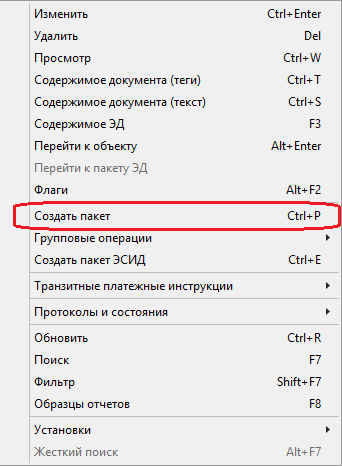 Изменить Ctrl+Enter
Удалить Del
Просмотр Ctrl+W
Содержимое документа (теги) Ctrl+T
Содержимое документа (текст) Ctrl+S
Содержимое ЭД F3
Перейти к объекту Alt+Enter
Перейти к пакету ЭД
Флаги Alt+F2
Создать пакет Ctrl+P
Групповые операции
Создать пакет ЭСИД Ctrl+E
Транзитные платежные инструкции
Протоколы и состояния
Обновить Ctrl+R
Поиск F7
Фильтр Shift+F7
Образцы отчетов F8
Установки
Жесткий поиск Alt+F7